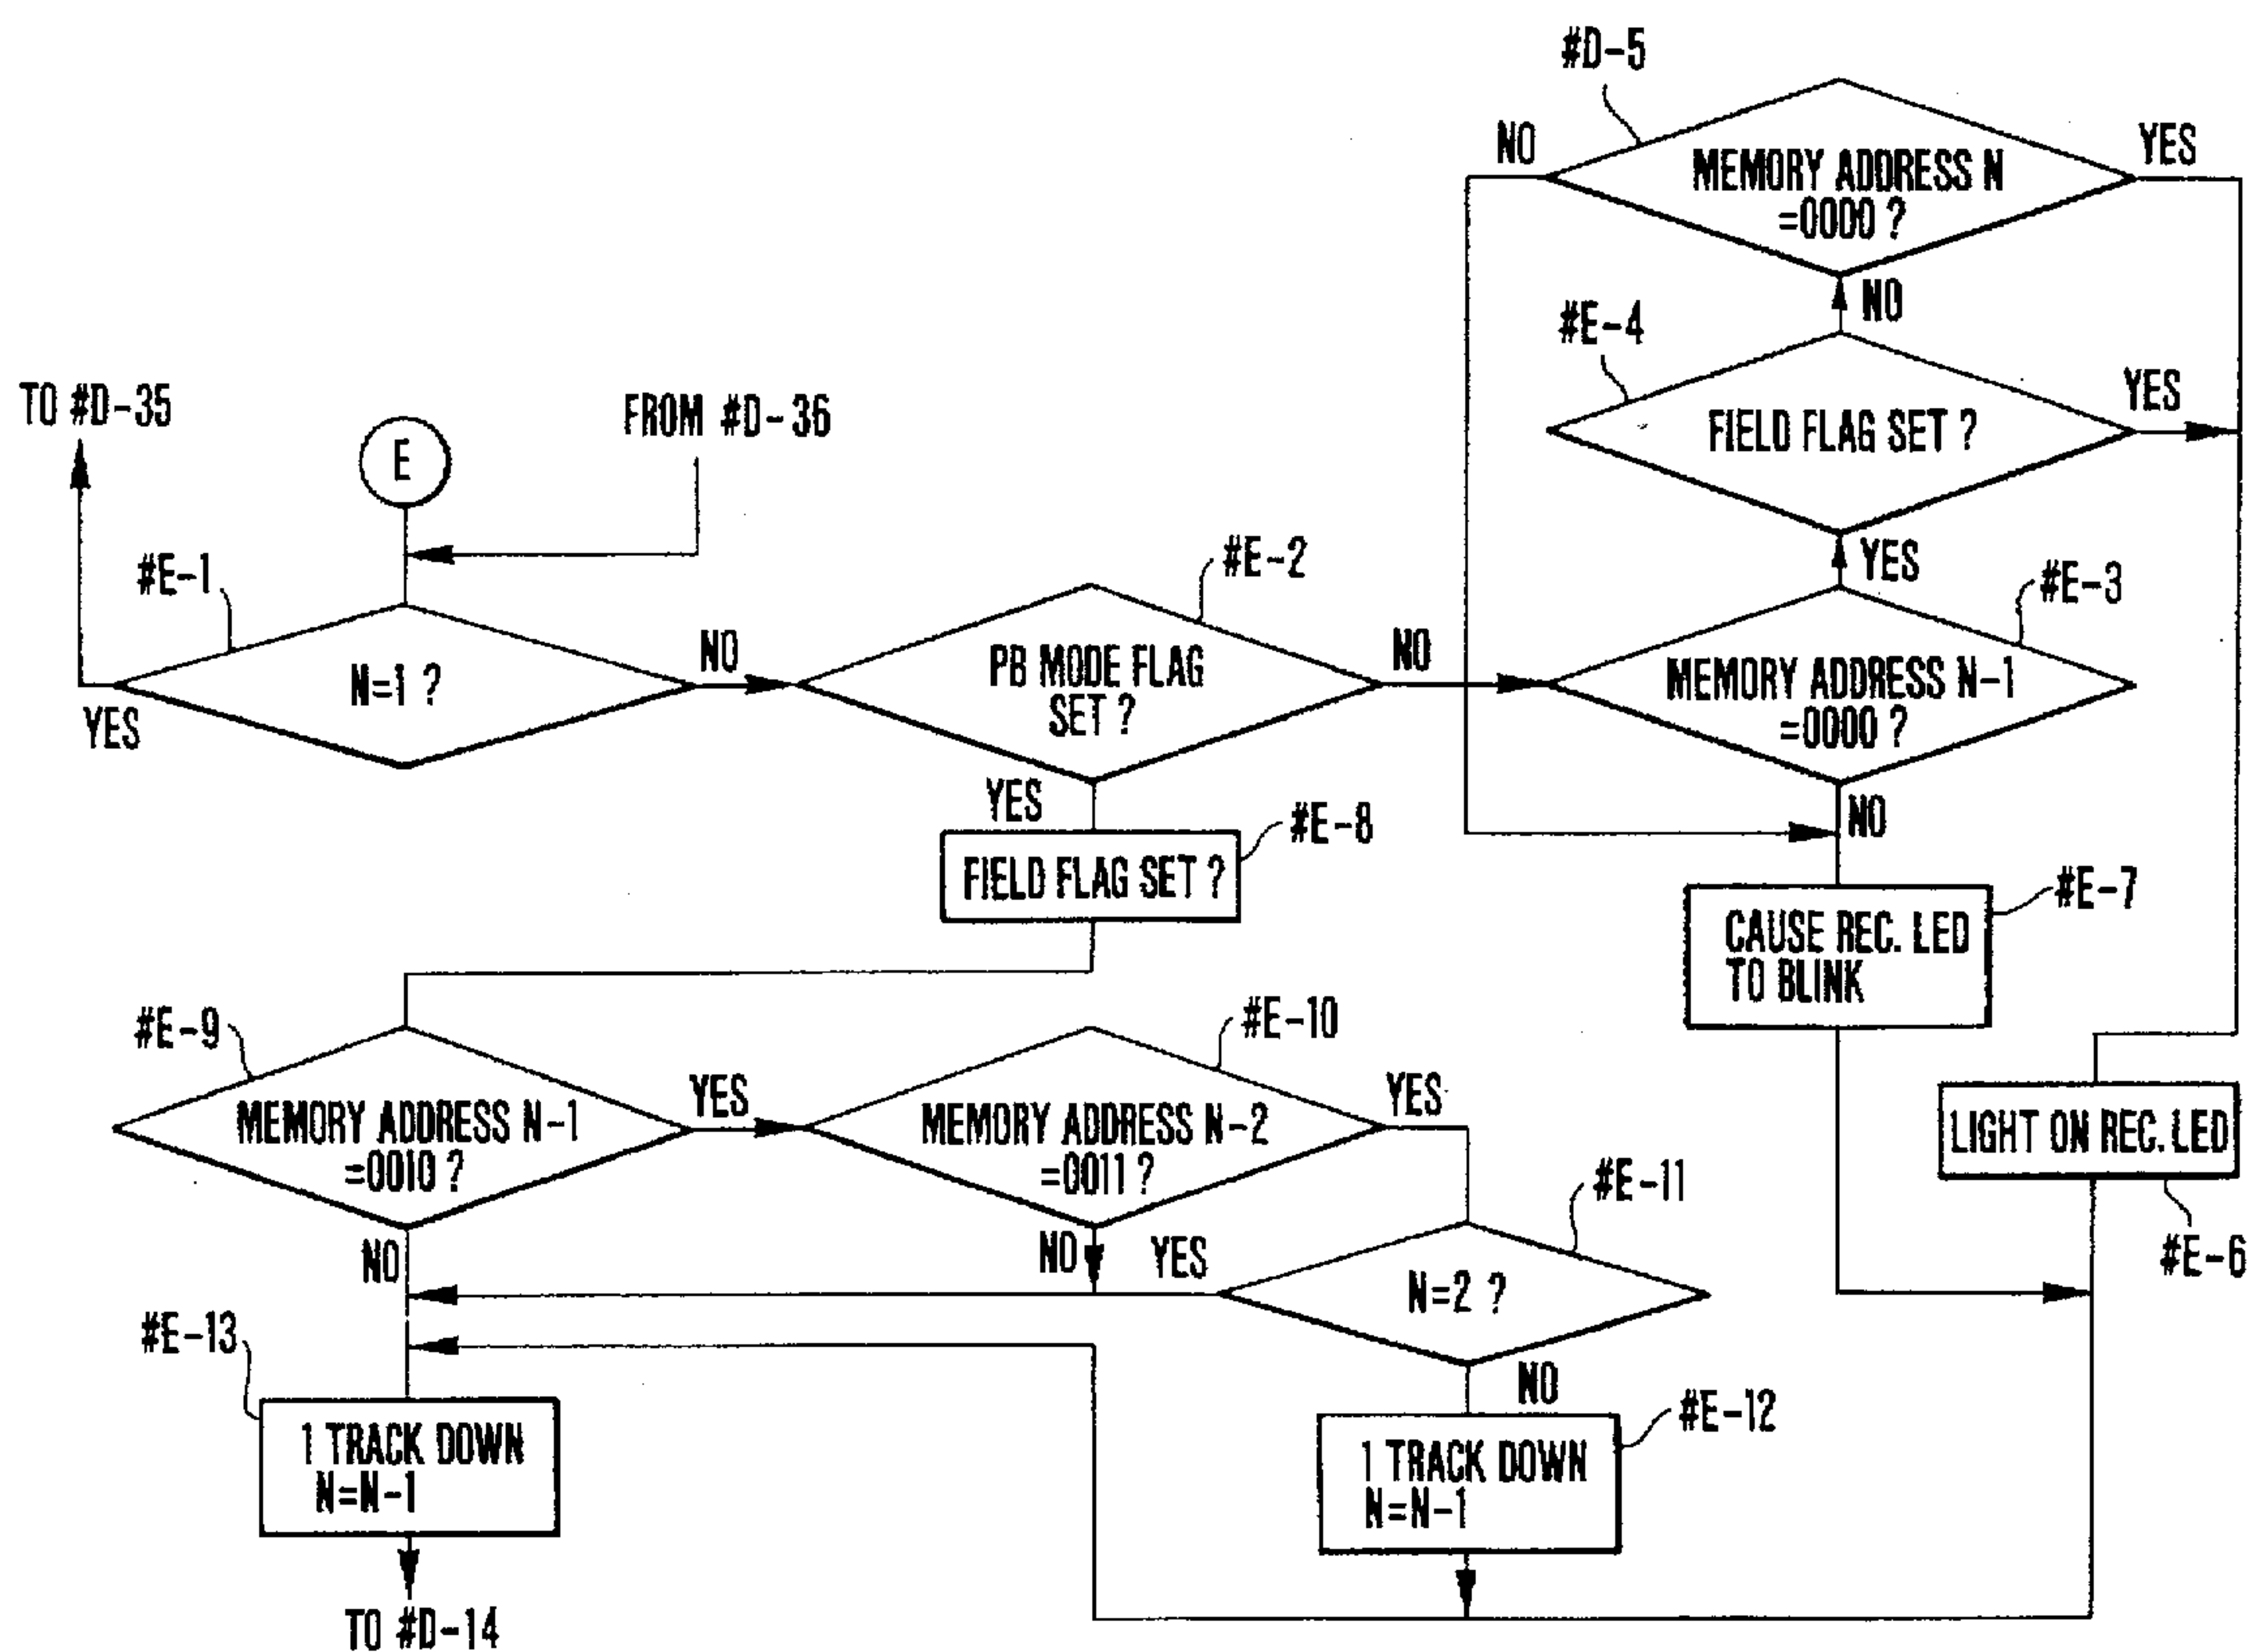 #D-5
NO
YES
MEMORY ADDRESS N
=0000 ?
NO
#E-4
YES
FIELD FLAG SET ?
TO #D-35
E
FROM #D-36
YES
#E-3
#E-1
#E-2
N=1 ?
YES
NO
PB MODE FLAG
SET ?
NO
MEMORY ADDRESS N-1
=0000 ?
YES
#E-8
NO
FIELD FLAG SET ?
#E-7
CAUSE REC. LED
TO BLINK
#E-9
#E-10
MEMORY ADDRESS N-1
=0010 ?
YES
MEMORY ADDRESS N-2
=0011 ?
YES
LIGHT ON REC. LED
#E-11
#E-6
NO
NO
YES
N=2 ?
#E-13
NO
#E-12
1 TRACK DOWN
N=N-1
1 TRACK DOWN
N=N-1
TO #D-14